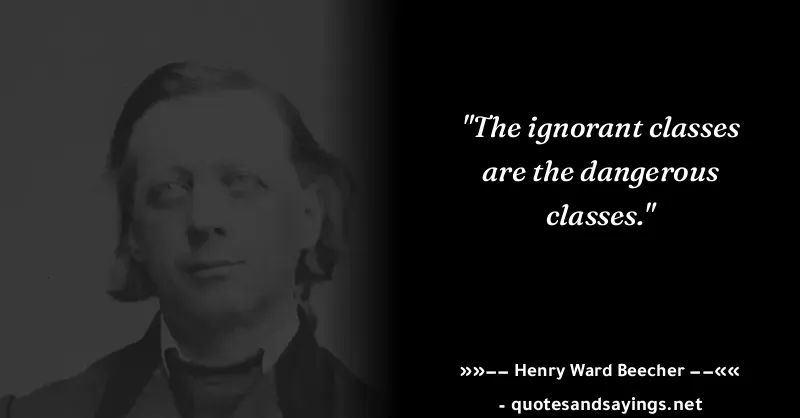 "The ignorant classes
are the dangerous
classes."
»»−− Henry Ward Beecher −−««
- quotesandsayings.net